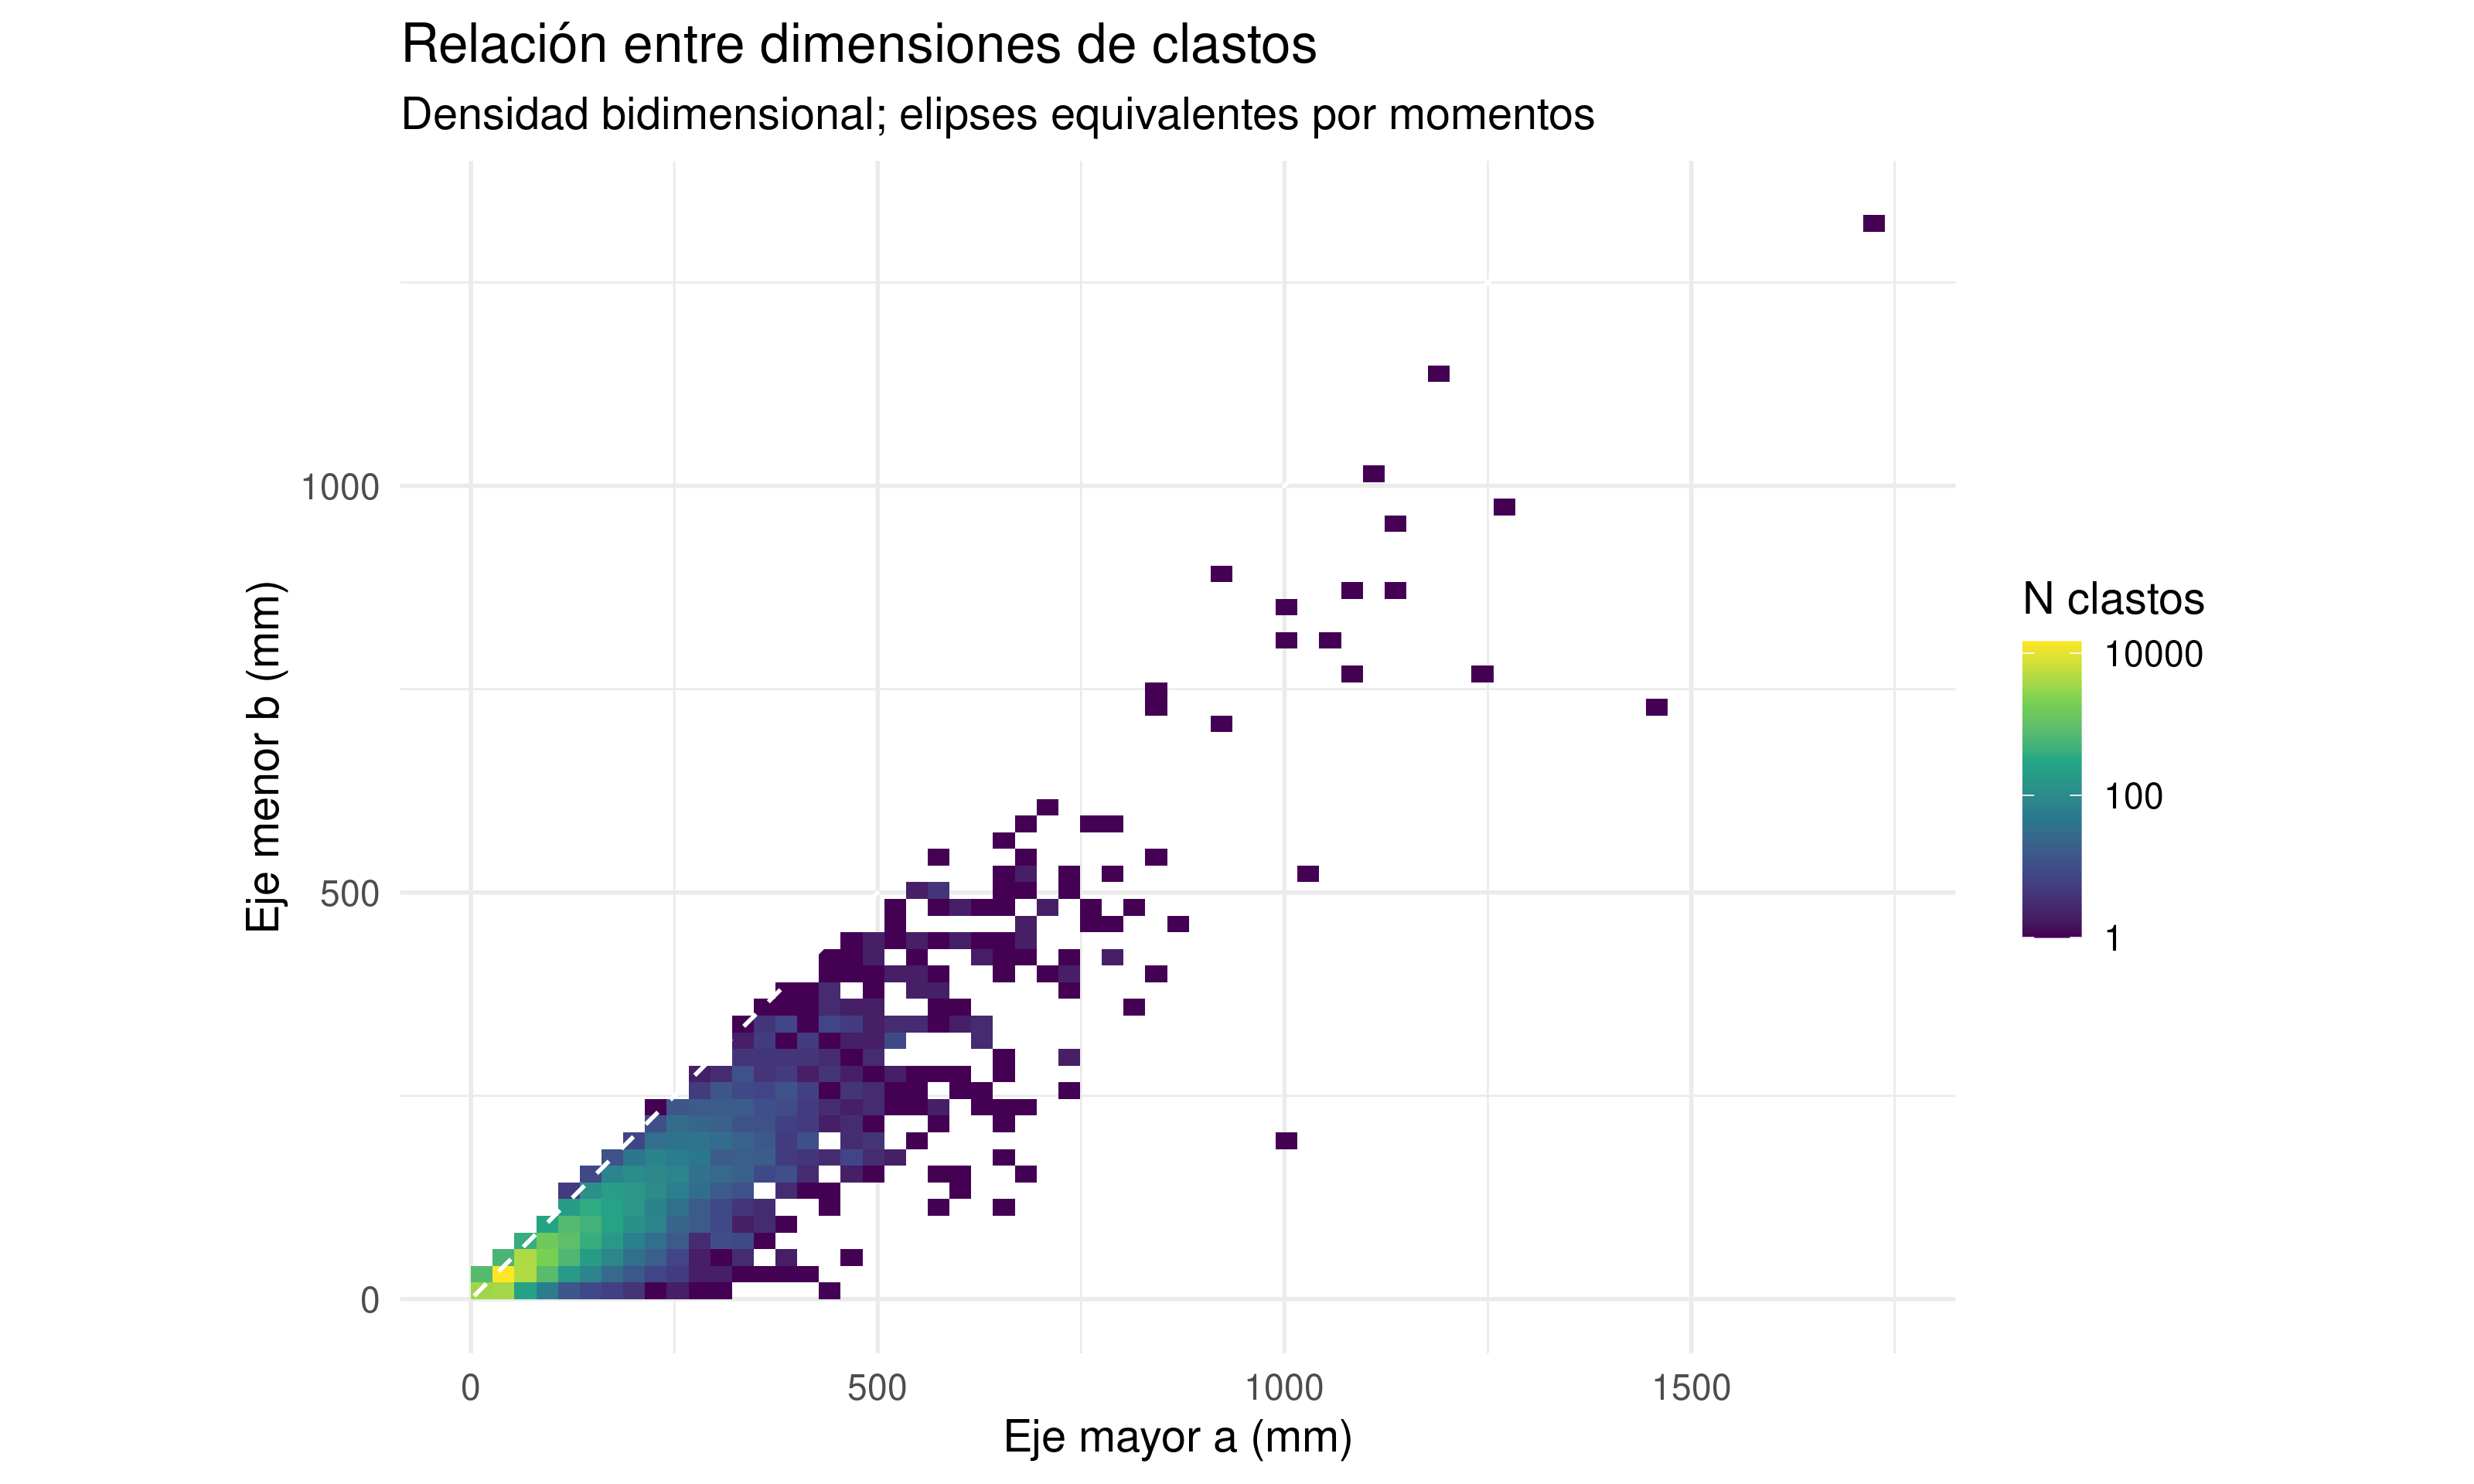 Relación entre dimensiones de clastos
Densidad bidimensional; elipses equivalentes por momentos
Eje menor b (mm)
1000
500
0
0
500
1000
1500
Eje mayor a (mm)
N clastos
10000
100
1